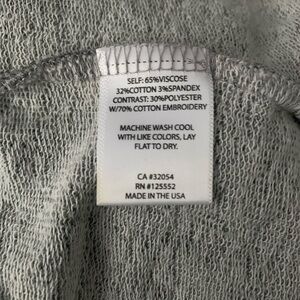 SELF: 65%VISCOSE
32%COTTON 3%SPANDEX
CONTRAST: 30%POLYESTER
W/70% COTTON EMBROIDERY
MACHINE WASH COOL
WITH LIKE COLORS, LAY
FLAT TO DRY.
CA #32054
RN #125552
MADE IN THE USA